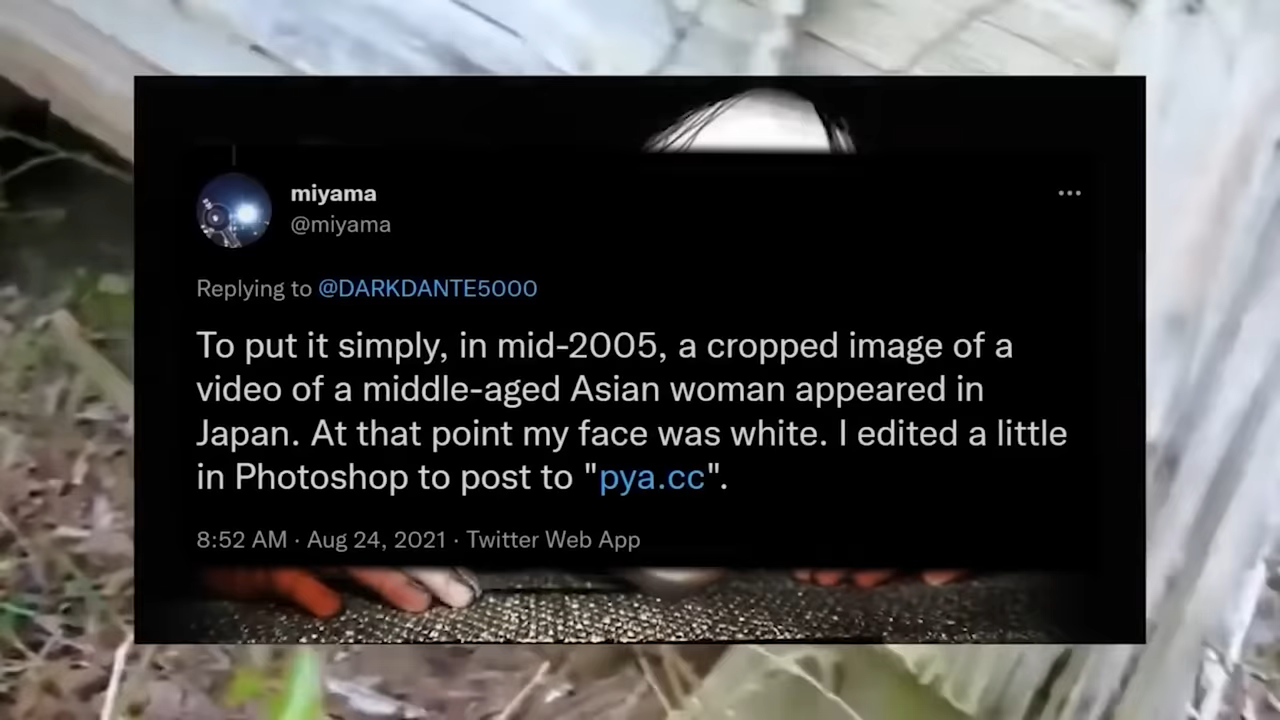 miyama
@miyama
Replying to @DARKDANTE5000
To put it simply, in mid-2005, a cropped image of a
video of a middle-aged Asian woman appeared in
Japan. At that point my face was white. I edited a little
in Photoshop to post to "pya.cc".
8:52 AM · Aug 24, 2021 · Twitter Web App